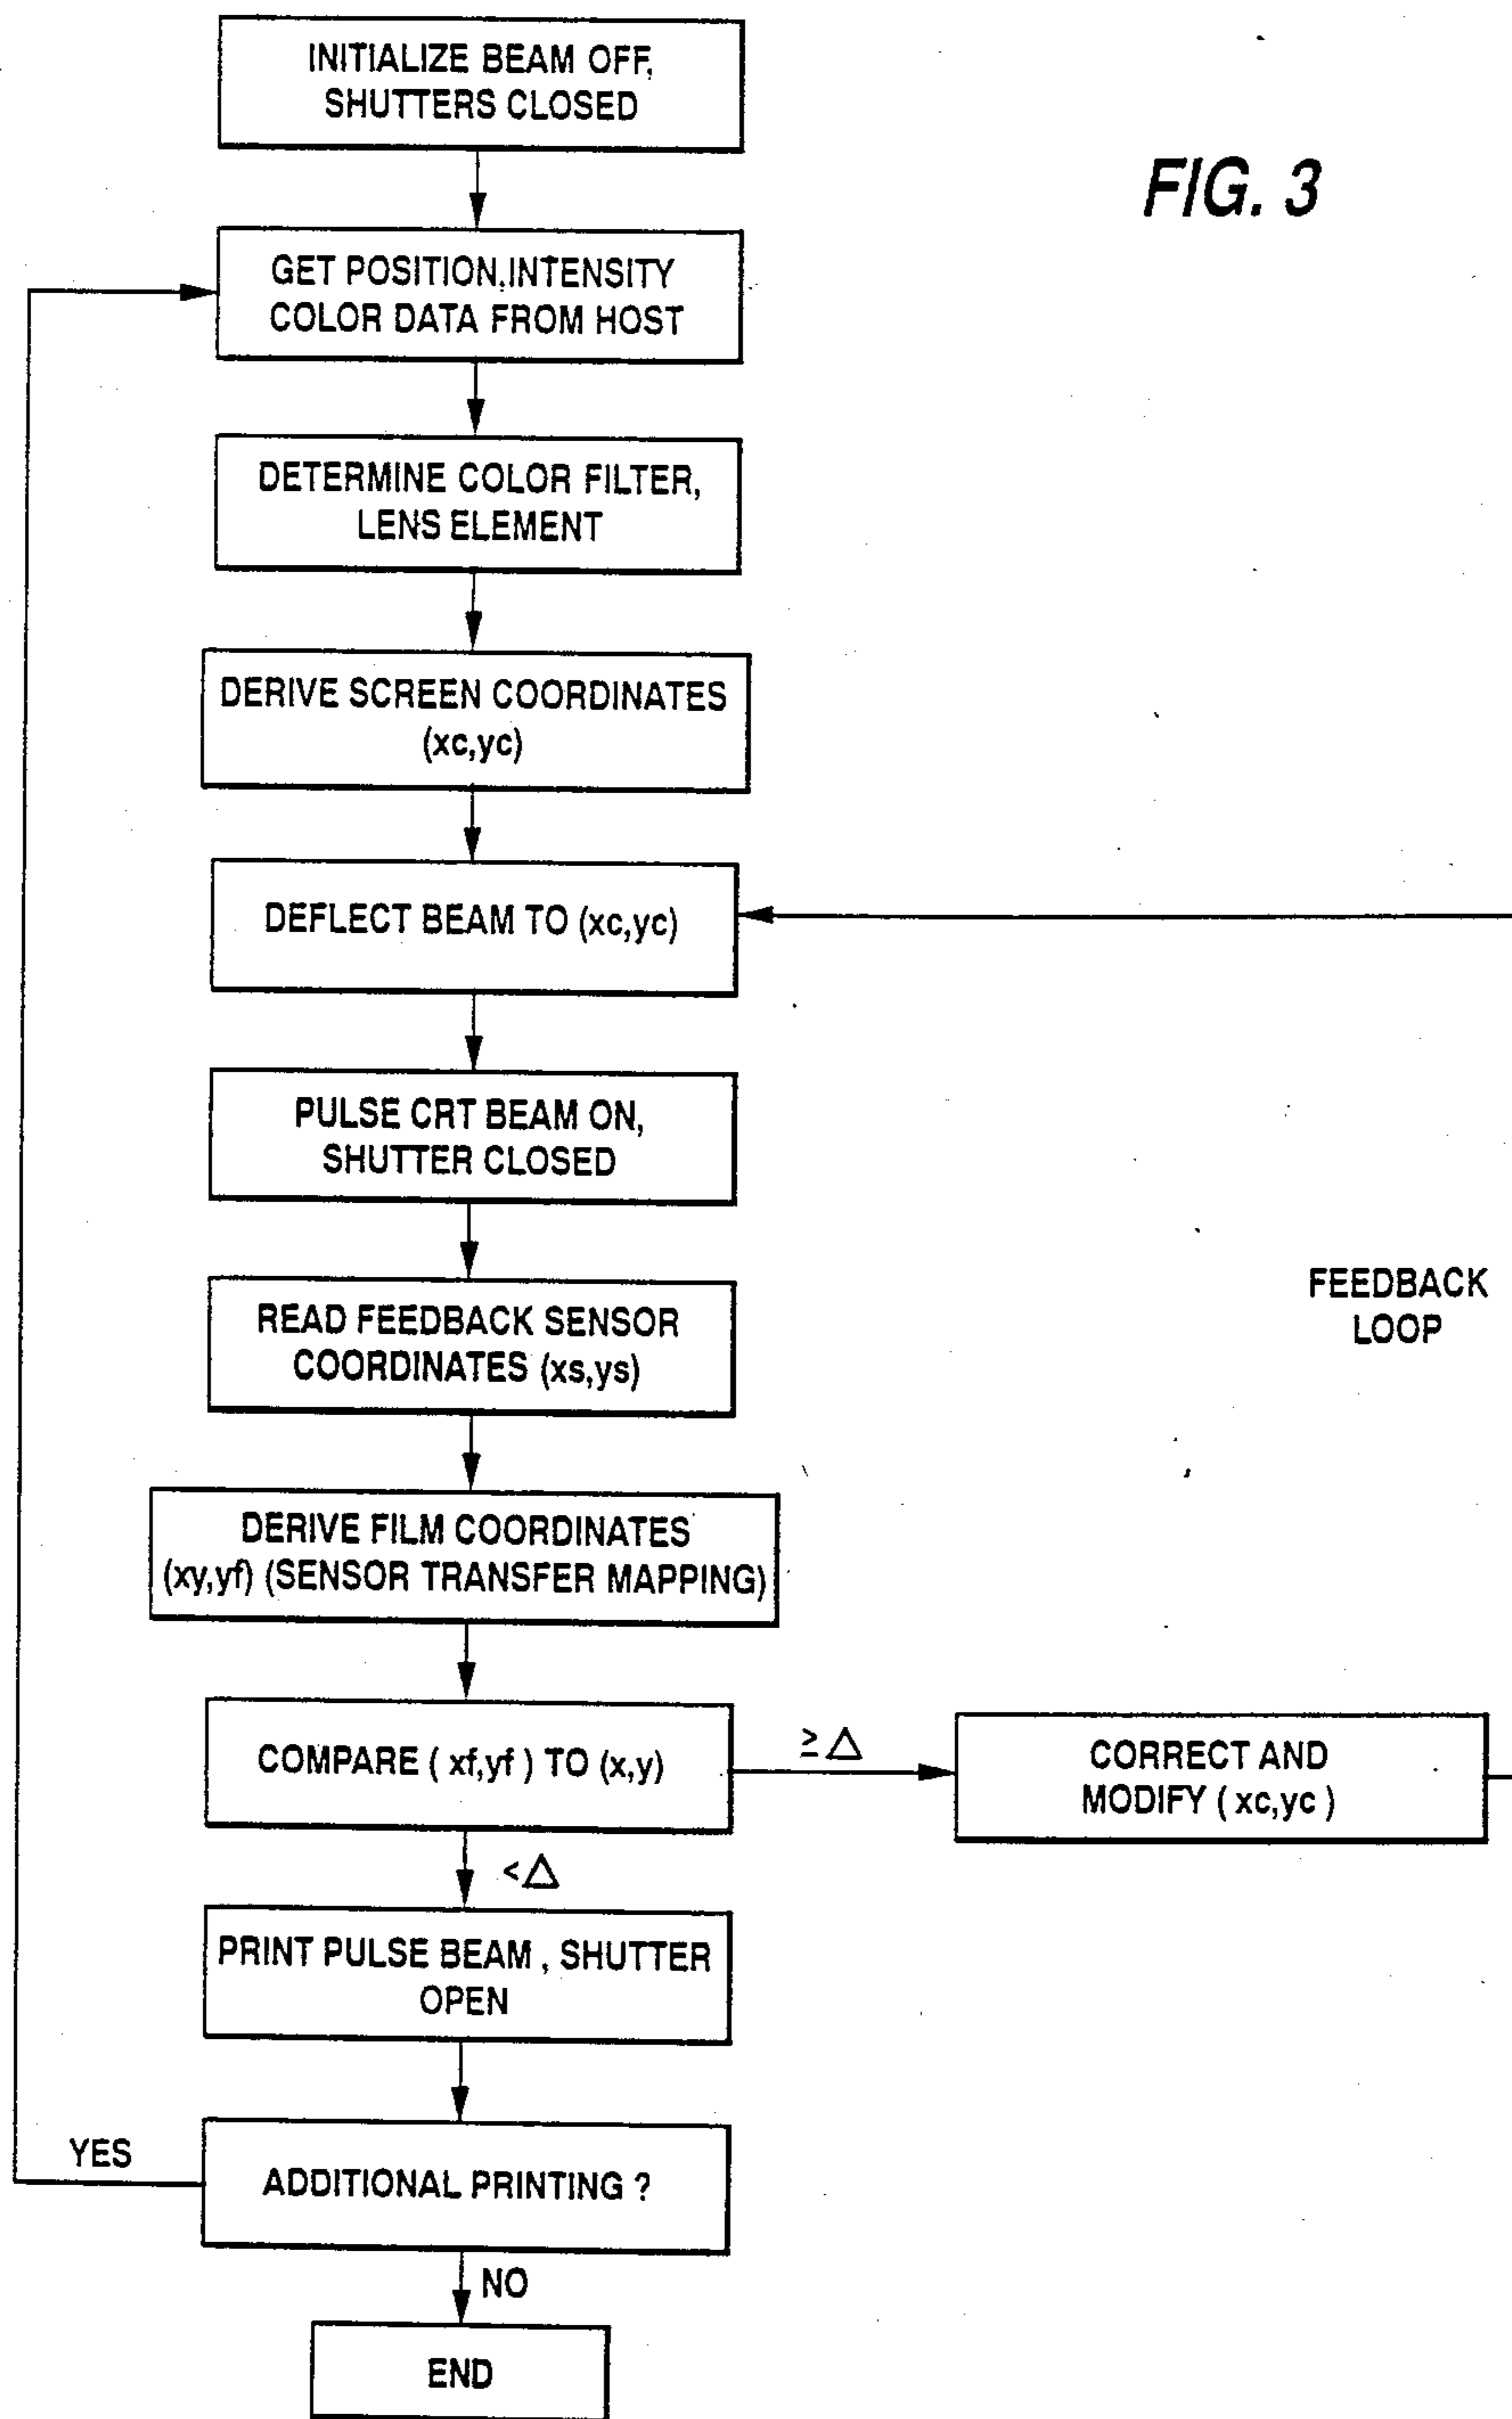 INITIALIZE BEAM OFF,
SHUTTERS CLOSED
FIG. 3
GET POSITION,INTENSITY
COLOR DATA FROM HOST
DETERMINE COLOR FILTER,
LENS ELEMENT
DERIVE SCREEN COORDINATES
(xc,yc)
DEFLECT BEAM TO (xc,yc)
PULSE CRT BEAM ON,
SHUTTER CLOSED
READ FEEDBACK SENSOR
COORDINATES (xs,ys)
FEEDBACK
LOOP
DERIVE FILM COORDINATES
(xy,yf) (SENSOR TRANSFER MAPPING)
COMPARE ( xf,yf ) TO (x,y)
≥ △
CORRECT AND
MODIFY ( xc,yc )
< △
PRINT PULSE BEAM , SHUTTER
OPEN
YES
ADDITIONAL PRINTING ?
NO
END